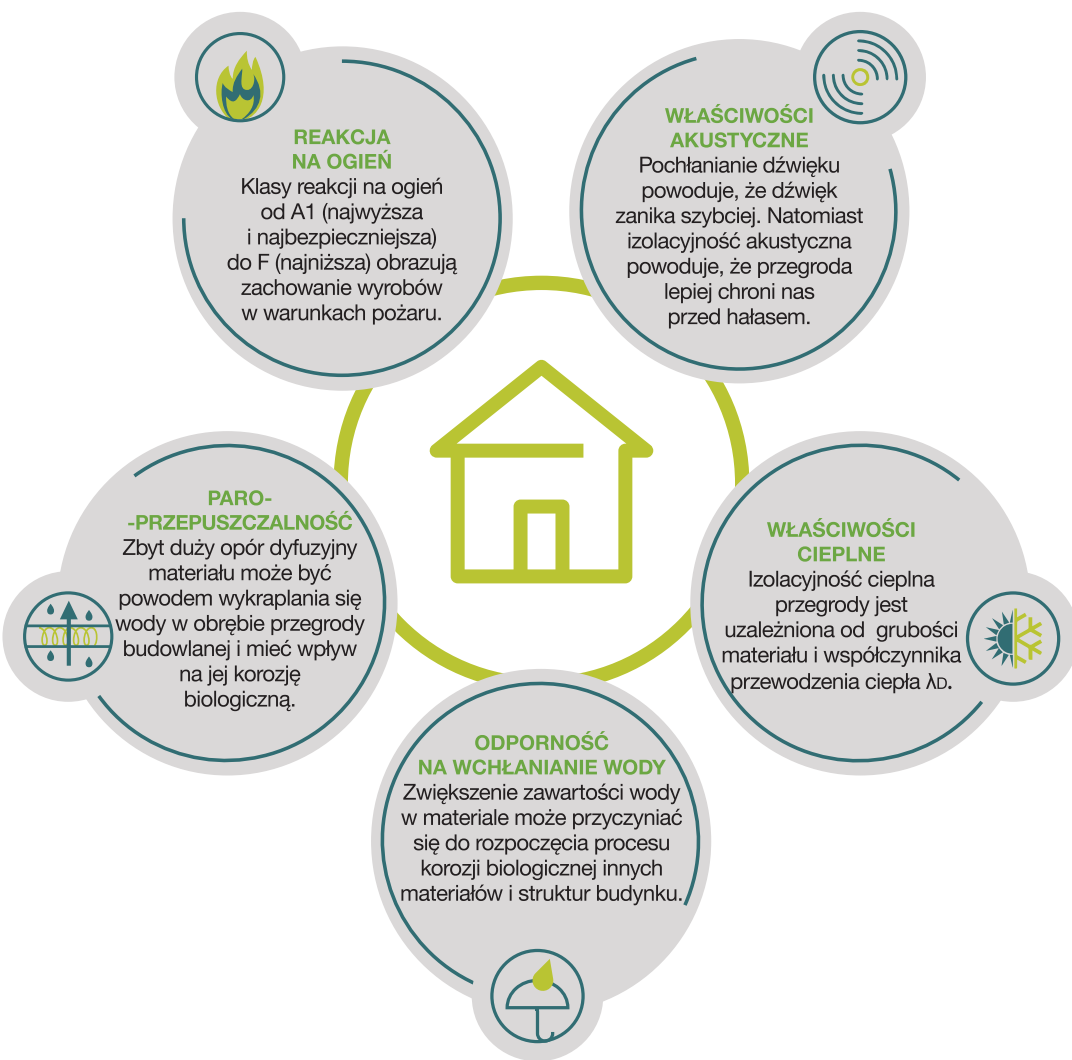 REAKCJA
NA OGIEŃ
Klasy reakcji na ogień
od A1 (najwyższa
i najbezpieczniejsza)
do F (najniższa) obrazują
zachowanie wyrobów
w warunkach pożaru.
WŁAŚCIWOŚCI
AKUSTYCZNE
Pochłanianie dźwięku
powoduje, że dźwięk
zanika szybciej. Natomiast
izolacyjność akustyczna
powoduje, że przegroda
lepiej chroni nas
przed hałasem.
PARO-
-PRZEPUSZCZALNOŚĆ
Zbyt duży opór dyfuzyjny
materiału może być
powodem wykraplania się
wody w obrębie przegrody
budowlanej i mieć wpływ
na jej korozję
biologiczną.
WŁAŚCIWOŚCI
CIEPLNE
Izolacyjność cieplna
przegrody jest
uzależniona od grubości
materiału i współczynnika
przewodzenia ciepła λD.
ODPORNOŚĆ
NA WCHŁANIANIE WODY
Zwiększenie zawartości wody
w materiale może przyczyniać
się do rozpoczęcia procesu
korozji biologicznej innych
materiałów i struktur budynku.